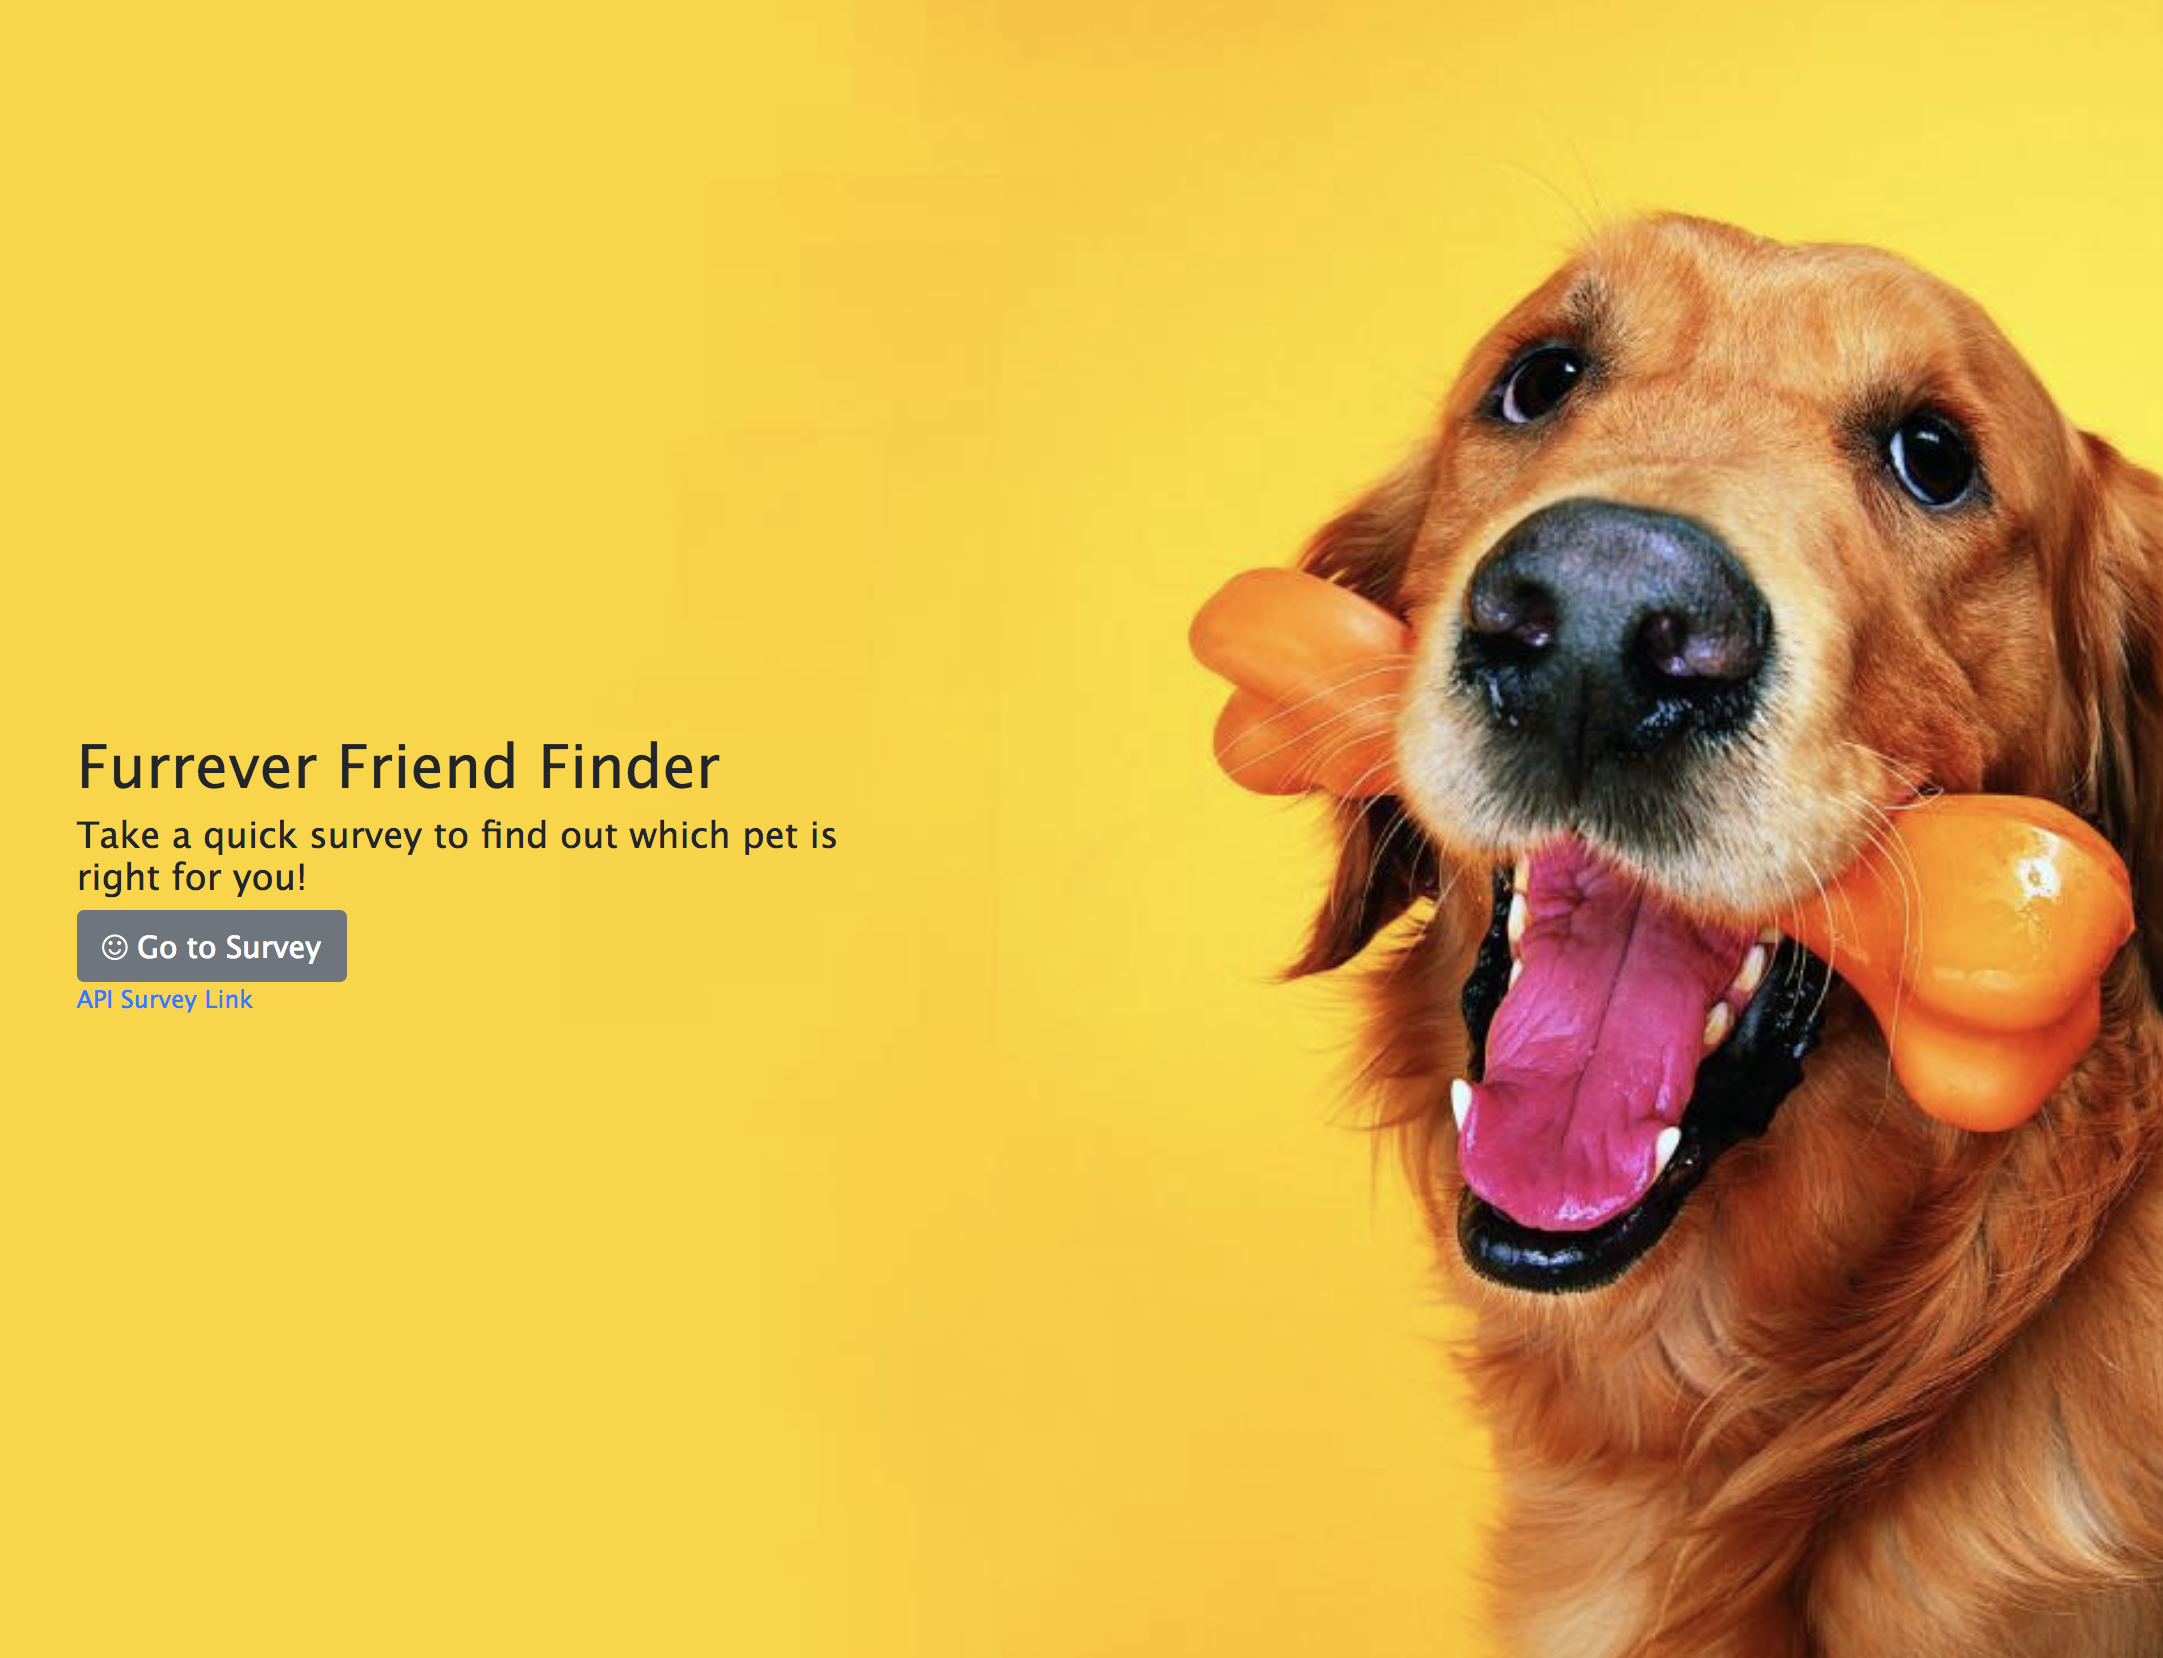 Furrever Friend Finder
Take a quick survey to find out which pet is
right for you!
☺ Go to Survey
API Survey Link